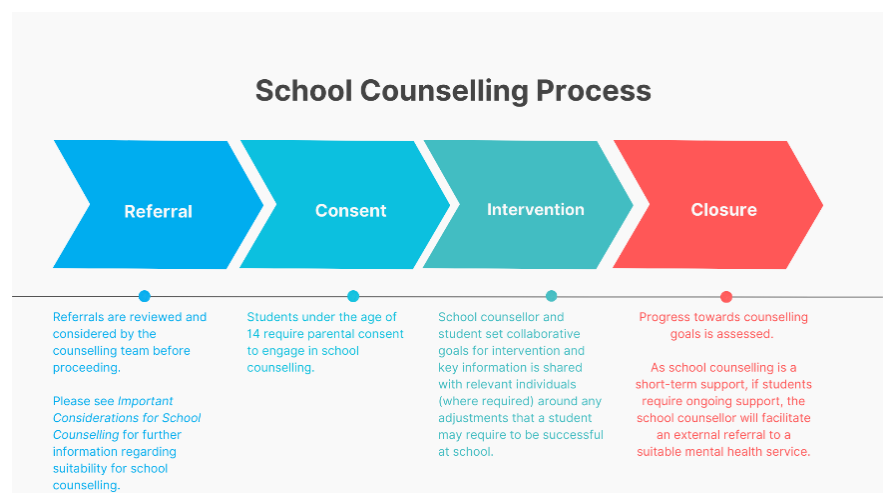 School Counselling Process
Referral
Consent
Intervention
Closure
Referrals are reviewed and
considered by the
counselling team before
proceeding.
Please see Important
Considerations for School
Counselling for further
information regarding
suitability for school
counselling.
Students under the age of
14 require parental consent
to engage in school
counselling.
School counsellor and
student set collaborative
goals for intervention and
key information is shared
with relevant individuals
(where required) around any
adjustments that a student
may require to be successful
at school.
Progress towards counselling
goals is assessed.
As school counselling is a
short-term support, if students
require ongoing support, the
school counsellor will facilitate
an external referral to a
suitable mental health service.